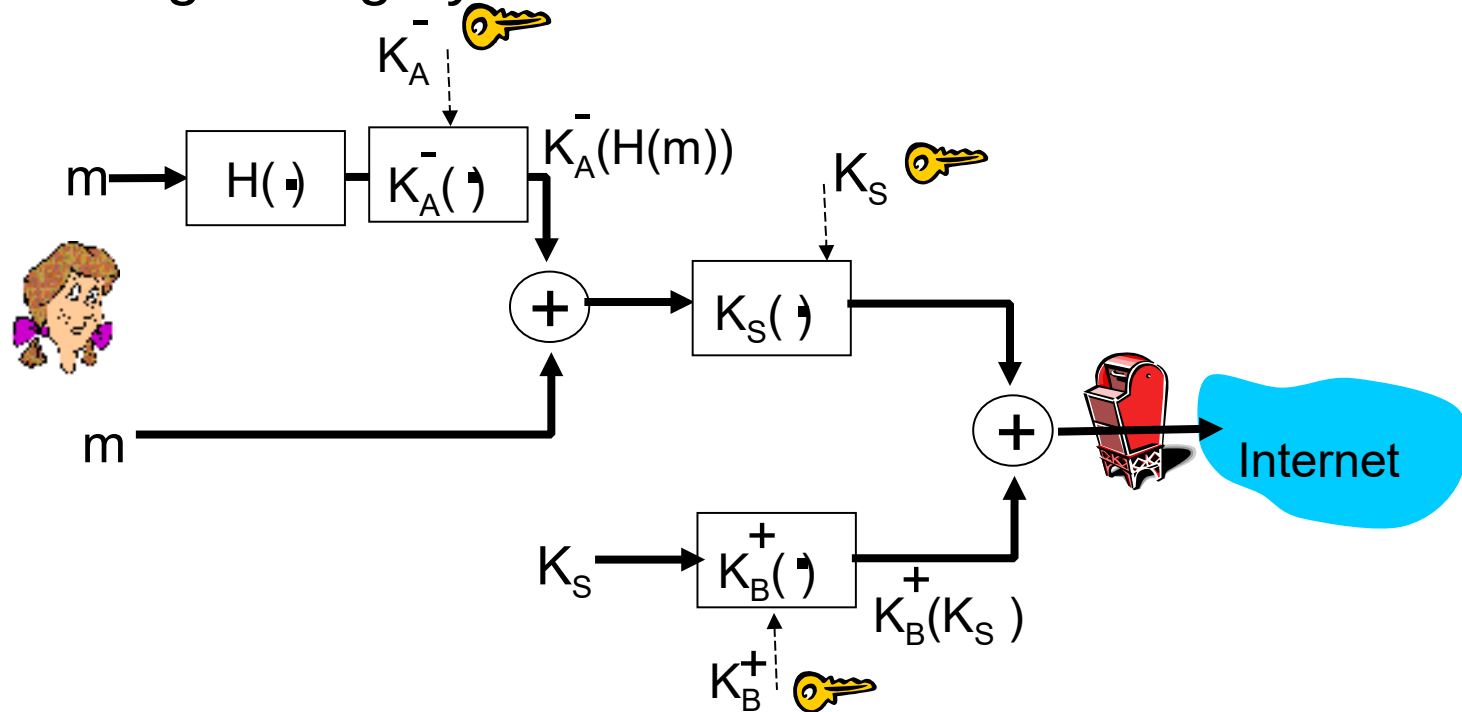 K_A^-
m
H(·)
K_A^-(·)
K_A^-(H(m))
K_S
+
K_S(·)
m
+
Internet
K_S
K_B^+(·)
K_B^+(K_S )
K_B^+